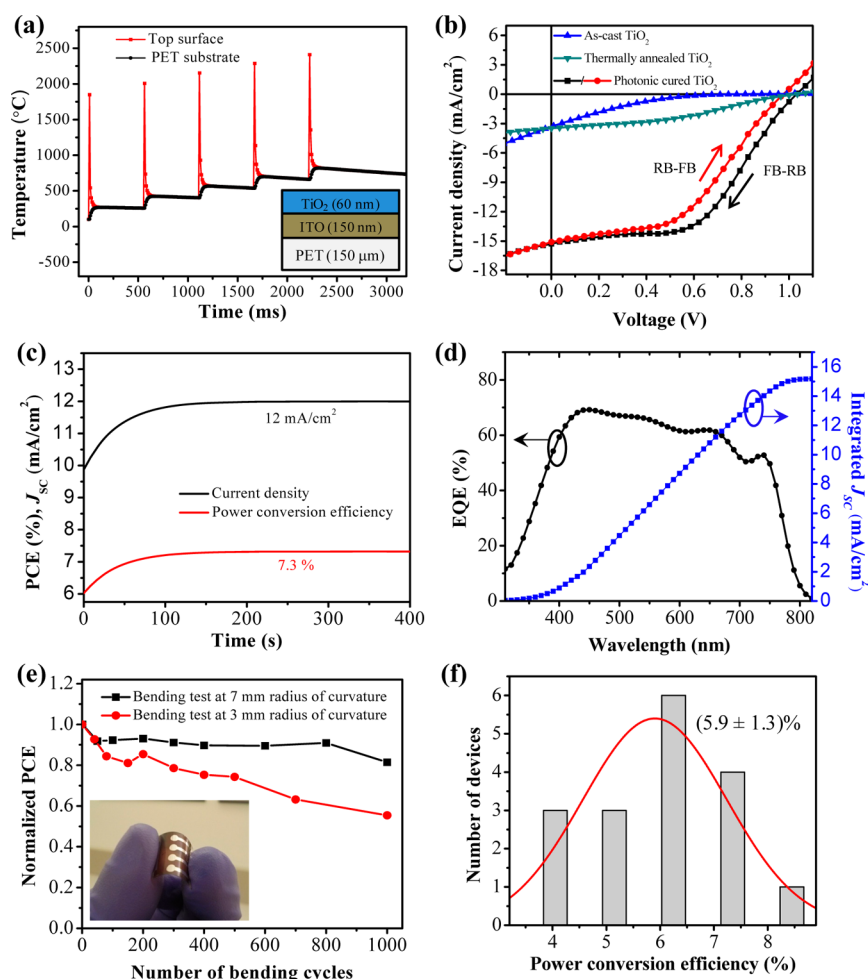 (a)
Top surface
PET substrate
Temperature (°C)
2500
2000
1500
1000
500
0
-500
TiO2 (60 nm)
ITO (150 nm)
PET (150 μm)
0 500 1000 1500 2000 2500 3000
Time (ms)
(b)
As-cast TiO2
Thermally annealed TiO2
/ Photonic cured TiO2
Current density (mA/cm2)
3
0
-3
-6
-9
-12
-15
-18
RB-FB
FB-RB
0.0 0.2 0.4 0.6 0.8 1.0
Voltage (V)
(c)
PCE (%), JSC (mA/cm2)
13
12
11
10
9
8
7
6
12 mA/cm2
Current density
Power conversion efficiency
7.3 %
0 100 200 300 400
Time (s)
(d)
EQE (%)
80
60
40
20
0
16
14
12
10
8
6
4
2
0
Integrated JSC (mA/cm2)
400 500 600 700 800
Wavelength (nm)
(e)
Bending test at 7 mm radius of curvature
Bending test at 3 mm radius of curvature
Normalized PCE
1.2
1.0
0.8
0.6
0.4
0.2
0.0
0 200 400 600 800 1000
Number of bending cycles
(f)
(5.9 ± 1.3)%
Number of devices
6
5
4
3
2
1
0
4 5 6 7 8
Power conversion efficiency (%)